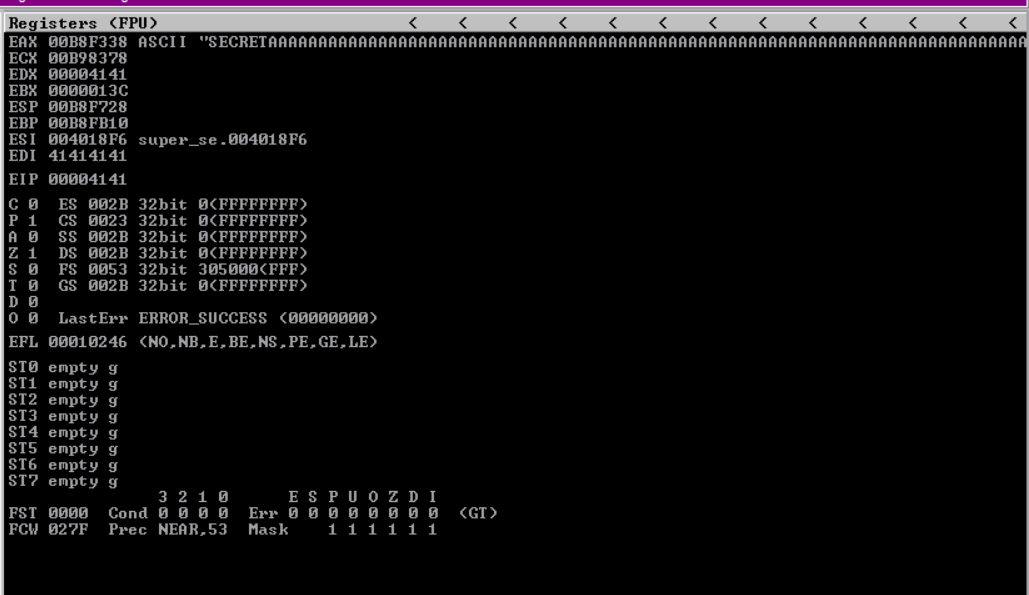 Registers (FPU) < < < < < < < < < < < < <
EAX 00B8F338 ASCII "SECRETAAAAAAAAAAAAAAAAAAAAAAAAAAAAAAAAAAAAAAAAAAAAAAAAAAAAAAAAAAAAAAAAAAAAAAAAAAAA
ECX 00B98378
EDX 00004141
EBX 0000013C
ESP 00B8F728
EBP 00B8FB10
ESI 004018F6 super_se.004018F6
EDI 41414141
EIP 00004141
C 0 ES 002B 32bit 0(FFFFFFFF)
P 1 CS 0023 32bit 0(FFFFFFFF)
A 0 SS 002B 32bit 0(FFFFFFFF)
Z 1 DS 002B 32bit 0(FFFFFFFF)
S 0 FS 0053 32bit 305000(FFF)
T 0 GS 002B 32bit 0(FFFFFFFF)
D 0
O 0 LastErr ERROR_SUCCESS (00000000)
EFL 00010246 (NO,NB,E,BE,NS,PE,GE,LE)
ST0 empty g
ST1 empty g
ST2 empty g
ST3 empty g
ST4 empty g
ST5 empty g
ST6 empty g
ST7 empty g
3 2 1 0 E S P U O Z D I
FST 0000 Cond 0 0 0 0 Err 0 0 0 0 0 0 0 0 (GT)
FCW 027F Prec NEAR,53 Mask 1 1 1 1 1 1